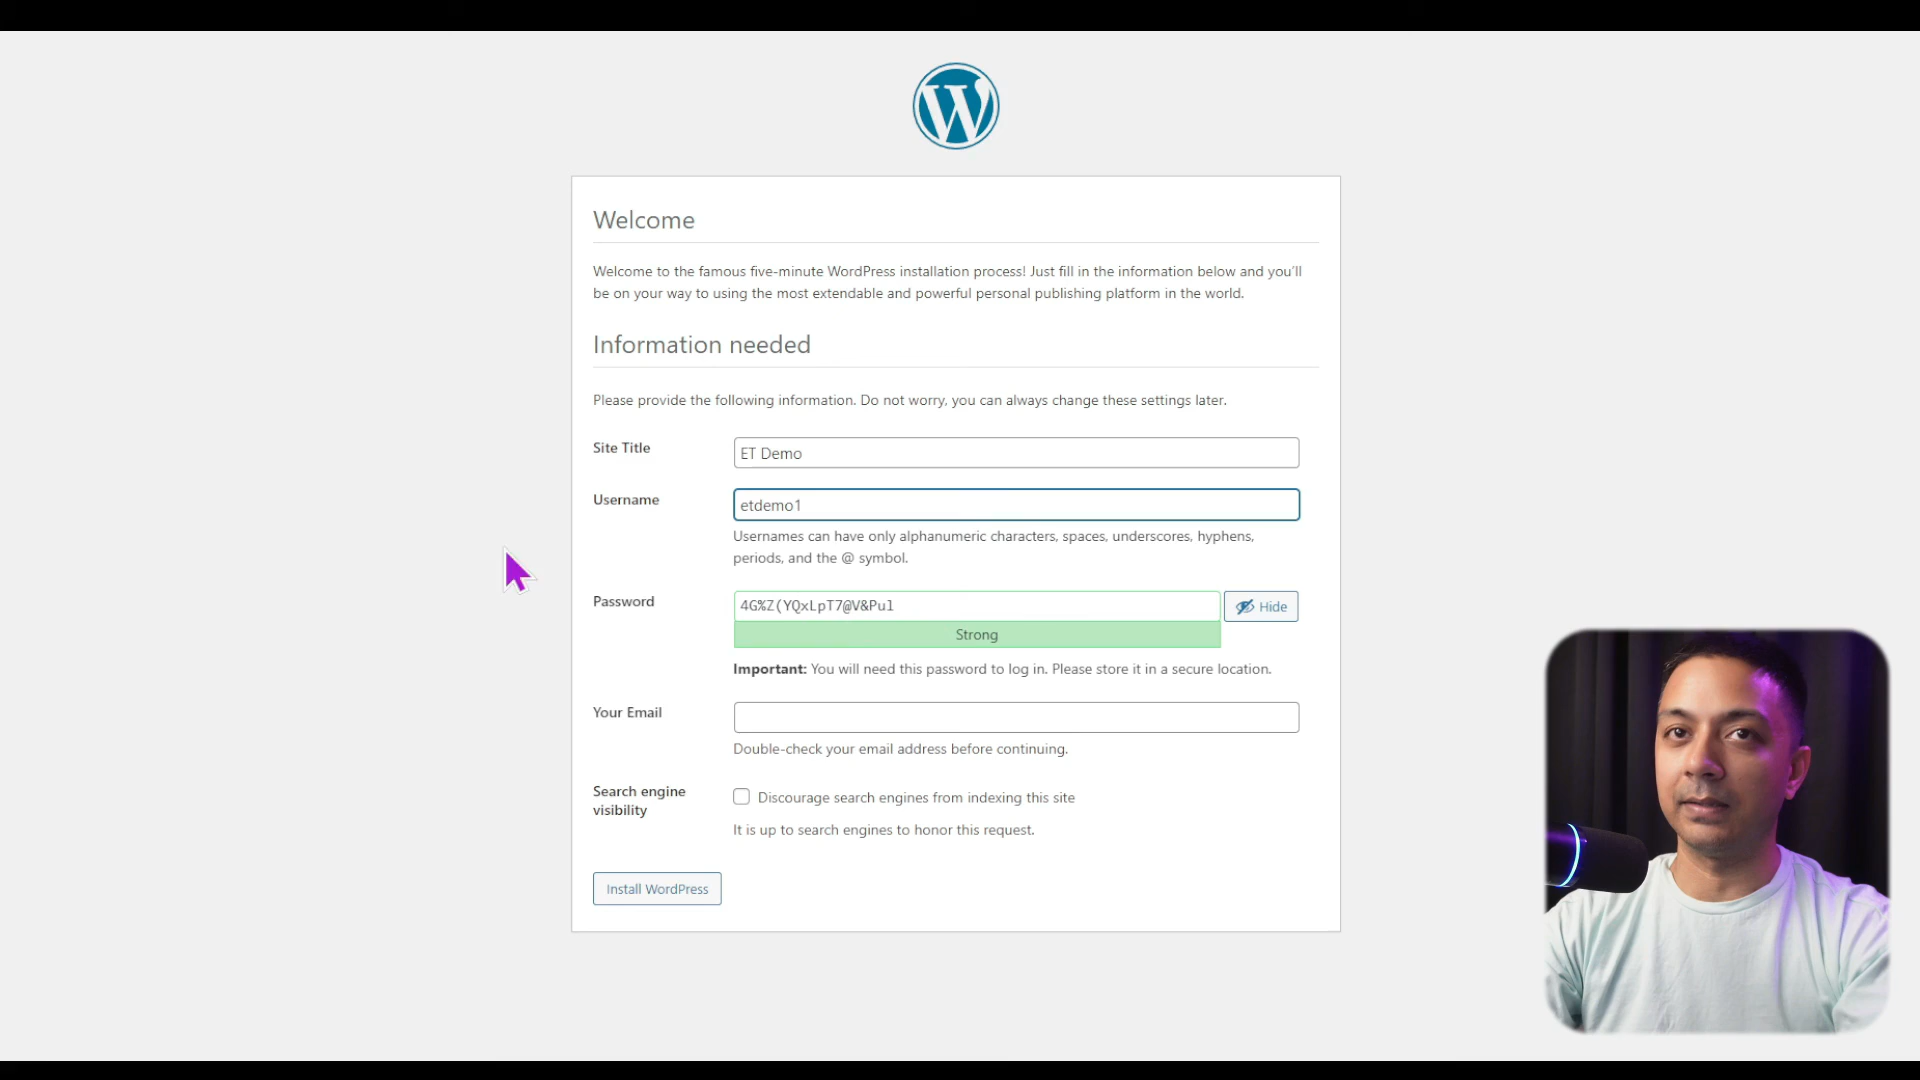 Welcome
Welcome to the famous five-minute WordPress installation process! Just fill in the information below and you’ll
be on your way to using the most extendable and powerful personal publishing platform in the world.
Information needed
Please provide the following information. Do not worry, you can always change these settings later.
Site Title
ET Demo
Username
etdemo1
Usernames can have only alphanumeric characters, spaces, underscores, hyphens,
periods, and the @ symbol.
Password
4G%Z(YQxLpT7@V&Pul
Hide
Strong
Important: You will need this password to log in. Please store it in a secure location.
Your Email
Double-check your email address before continuing.
Search engine
visibility
Discourage search engines from indexing this site
It is up to search engines to honor this request.
Install WordPress